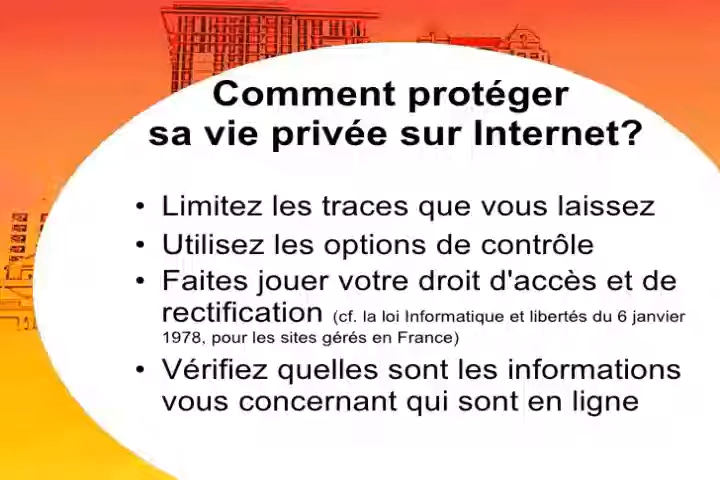 Comment protéger
sa vie privée sur Internet?
• Limitez les traces que vous laissez
• Utilisez les options de contrôle
• Faites jouer votre droit d'accès et de
rectification (cf. la loi Informatique et libertés du 6 janvier
1978, pour les sites gérés en France)
• Vérifiez quelles sont les informations
vous concernant qui sont en ligne